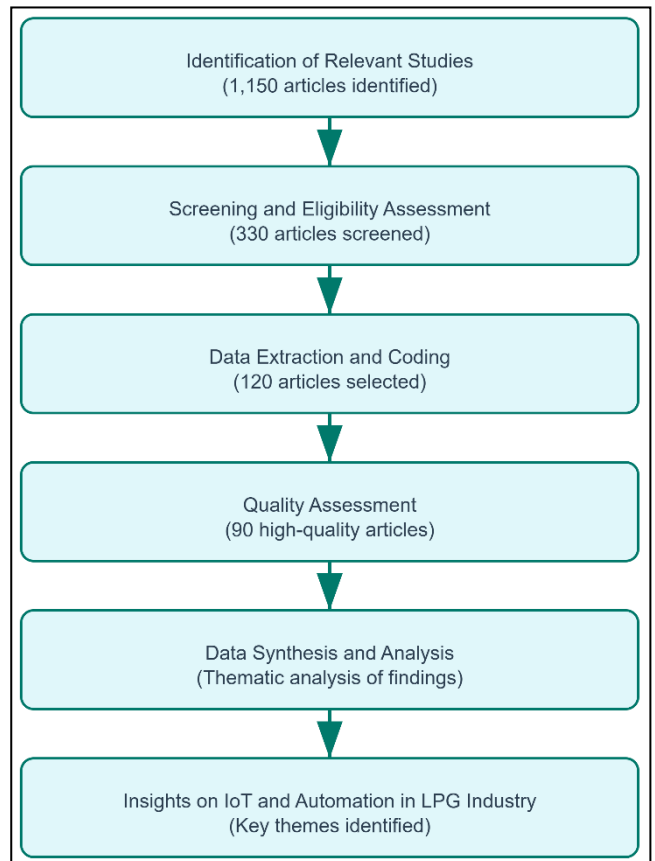 Identification of Relevant Studies
(1,150 articles identified)
Screening and Eligibility Assessment
(330 articles screened)
Data Extraction and Coding
(120 articles selected)
Quality Assessment
(90 high-quality articles)
Data Synthesis and Analysis
(Thematic analysis of findings)
Insights on IoT and Automation in LPG Industry
(Key themes identified)